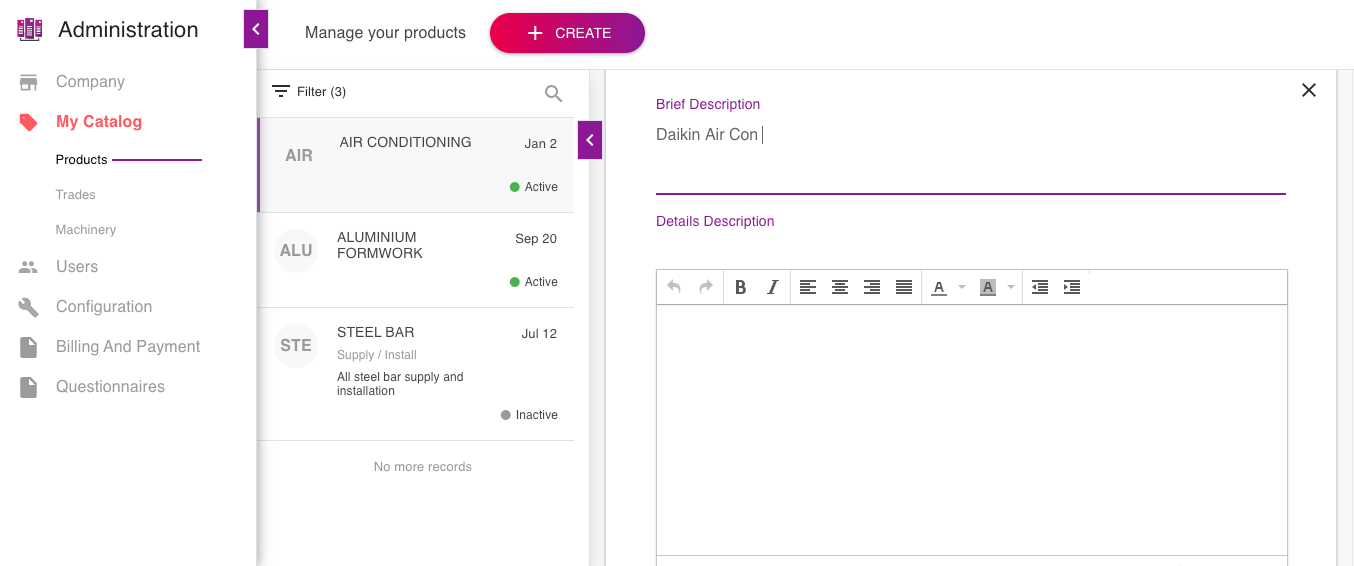 Administration
Manage your products
CREATE
Company
My Catalog
Products
Trades
Machinery
Users
Configuration
Billing And Payment
Questionnaires
Filter (3)
AIR
AIR CONDITIONING
Jan 2
Active
ALU
ALUMINIUM
FORMWORK
Sep 20
Active
STE
STEEL BAR
Jul 12
Supply / Install
All steel bar supply and
installation
Inactive
No more records
Brief Description
Daikin Air Con
Details Description
B I A A